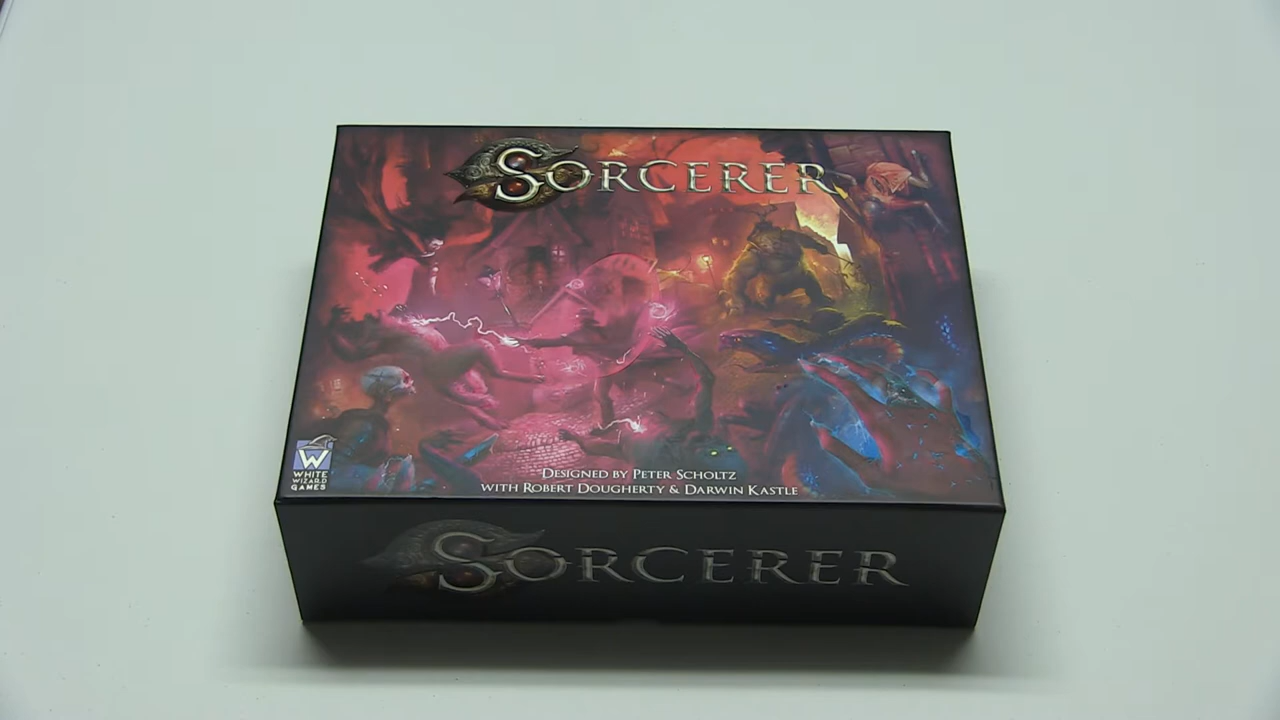 SORCERER
W
WHITE
WIZARD
GAMES
DESIGNED BY PETER SCHOLTZ
WITH ROBERT DOUGHERTY & DARWIN KASTLE
SORCERER